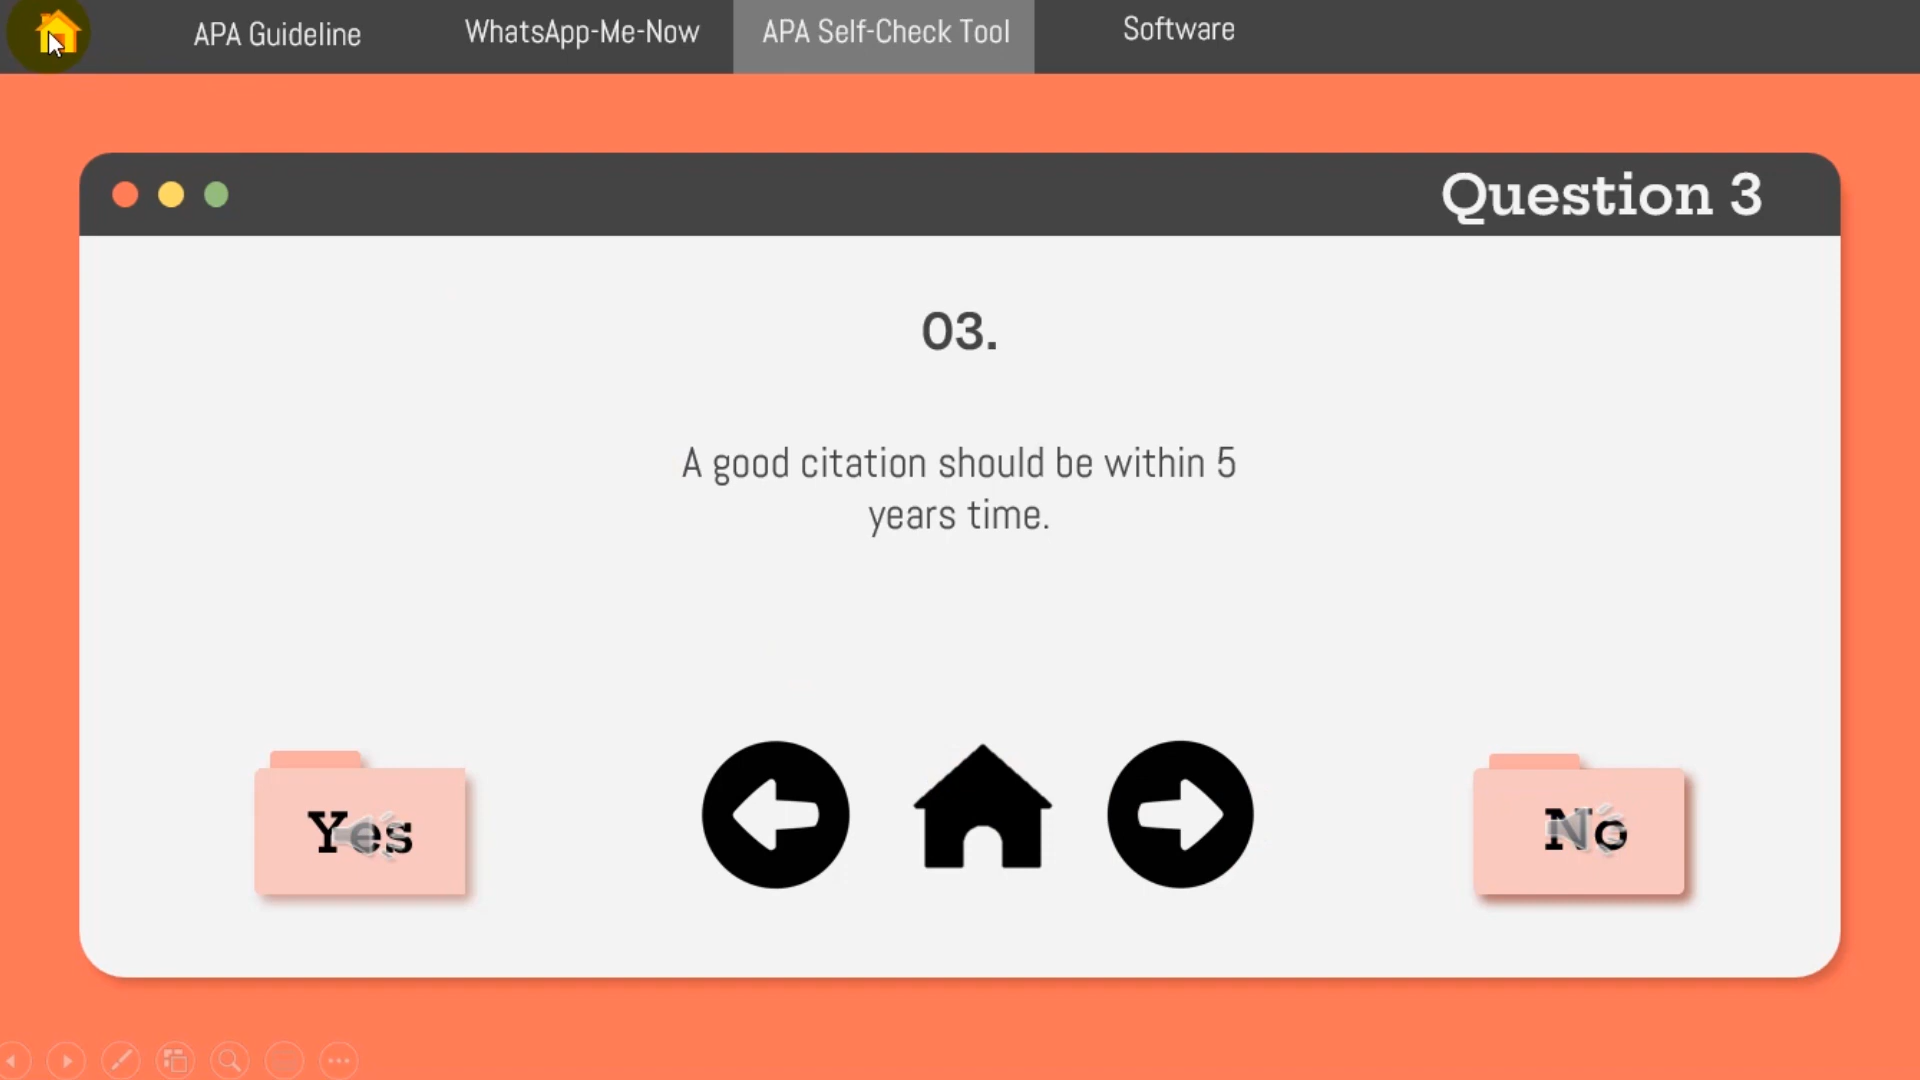 APA Guideline
WhatsApp-Me-Now
APA Self-Check Tool
Software
Question 3
03.
A good citation should be within 5
years time.
Yes
No